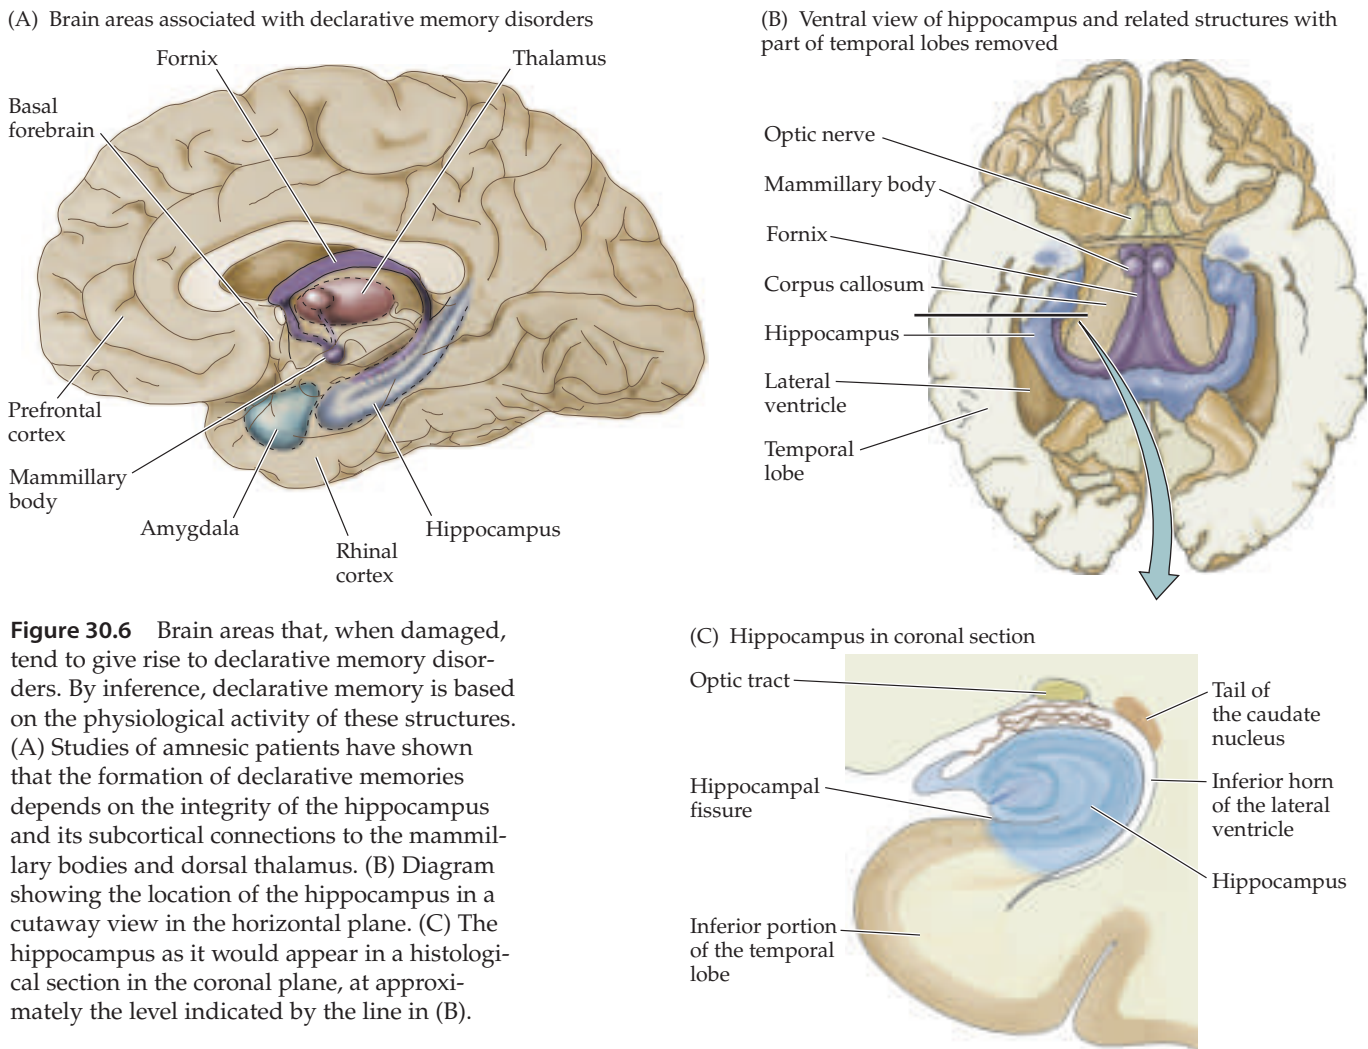 (A) Brain areas associated with declarative memory disorders
Fornix
Thalamus
Basal
forebrain
Prefrontal
cortex
Mammillary
body
Amygdala
Rhinal
cortex
Hippocampus
(B) Ventral view of hippocampus and related structures with
part of temporal lobes removed
Optic nerve
Mammillary body
Fornix
Corpus callosum
Hippocampus
Lateral
ventricle
Temporal
lobe
Figure 30.6 Brain areas that, when damaged,
tend to give rise to declarative memory disor-
ders. By inference, declarative memory is based
on the physiological activity of these structures.
(A) Studies of amnesic patients have shown
that the formation of declarative memories
depends on the integrity of the hippocampus
and its subcortical connections to the mammil-
lary bodies and dorsal thalamus. (B) Diagram
showing the location of the hippocampus in a
cutaway view in the horizontal plane. (C) The
hippocampus as it would appear in a histologi-
cal section in the coronal plane, at approxi-
mately the level indicated by the line in (B).
(C) Hippocampus in coronal section
Optic tract
Hippocampal
fissure
Inferior portion
of the temporal
lobe
Tail of
the caudate
nucleus
Inferior horn
of the lateral
ventricle
Hippocampus